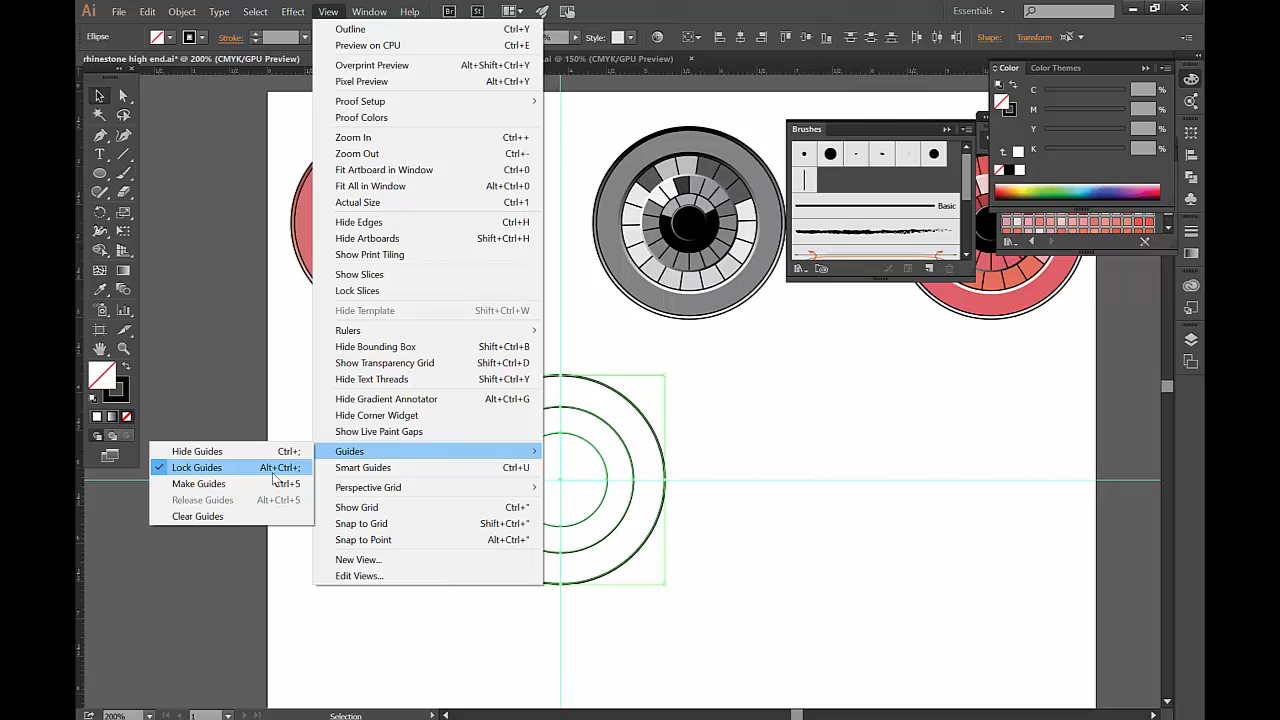 Ai File Edit Object Type Select Effect View Window Help Br St Essentials
Ellipse Stroke: % Style: Shape: Transform
rhinestone high end.ai* @ 200% (CMYK/GPU Preview) × .ai @ 150% (CMYK/GPU Preview) ×
Outline Ctrl+Y
Preview on CPU Ctrl+E
Overprint Preview Alt+Shift+Ctrl+Y
Pixel Preview Alt+Ctrl+Y
Proof Setup
Proof Colors
Zoom In Ctrl++
Zoom Out Ctrl+-
Fit Artboard in Window Ctrl+0
Fit All in Window Alt+Ctrl+0
Actual Size Ctrl+1
Hide Edges Ctrl+H
Hide Artboards Shift+Ctrl+H
Show Print Tiling
Show Slices
Lock Slices
Hide Template Shift+Ctrl+W
Rulers
Hide Bounding Box Shift+Ctrl+B
Show Transparency Grid Shift+Ctrl+D
Hide Text Threads Shift+Ctrl+Y
Hide Gradient Annotator Alt+Ctrl+G
Hide Corner Widget
Show Live Paint Gaps
Guides
Smart Guides Ctrl+U
Perspective Grid
Show Grid Ctrl+"
Snap to Grid Shift+Ctrl+"
Snap to Point Alt+Ctrl+"
New View...
Edit Views...
Hide Guides Ctrl+;
Lock Guides Alt+Ctrl+;
Make Guides Ctrl+5
Release Guides Alt+Ctrl+5
Clear Guides
Brushes
Basic
Color Color Themes
C %
M %
Y %
K %
200% 1 Selection